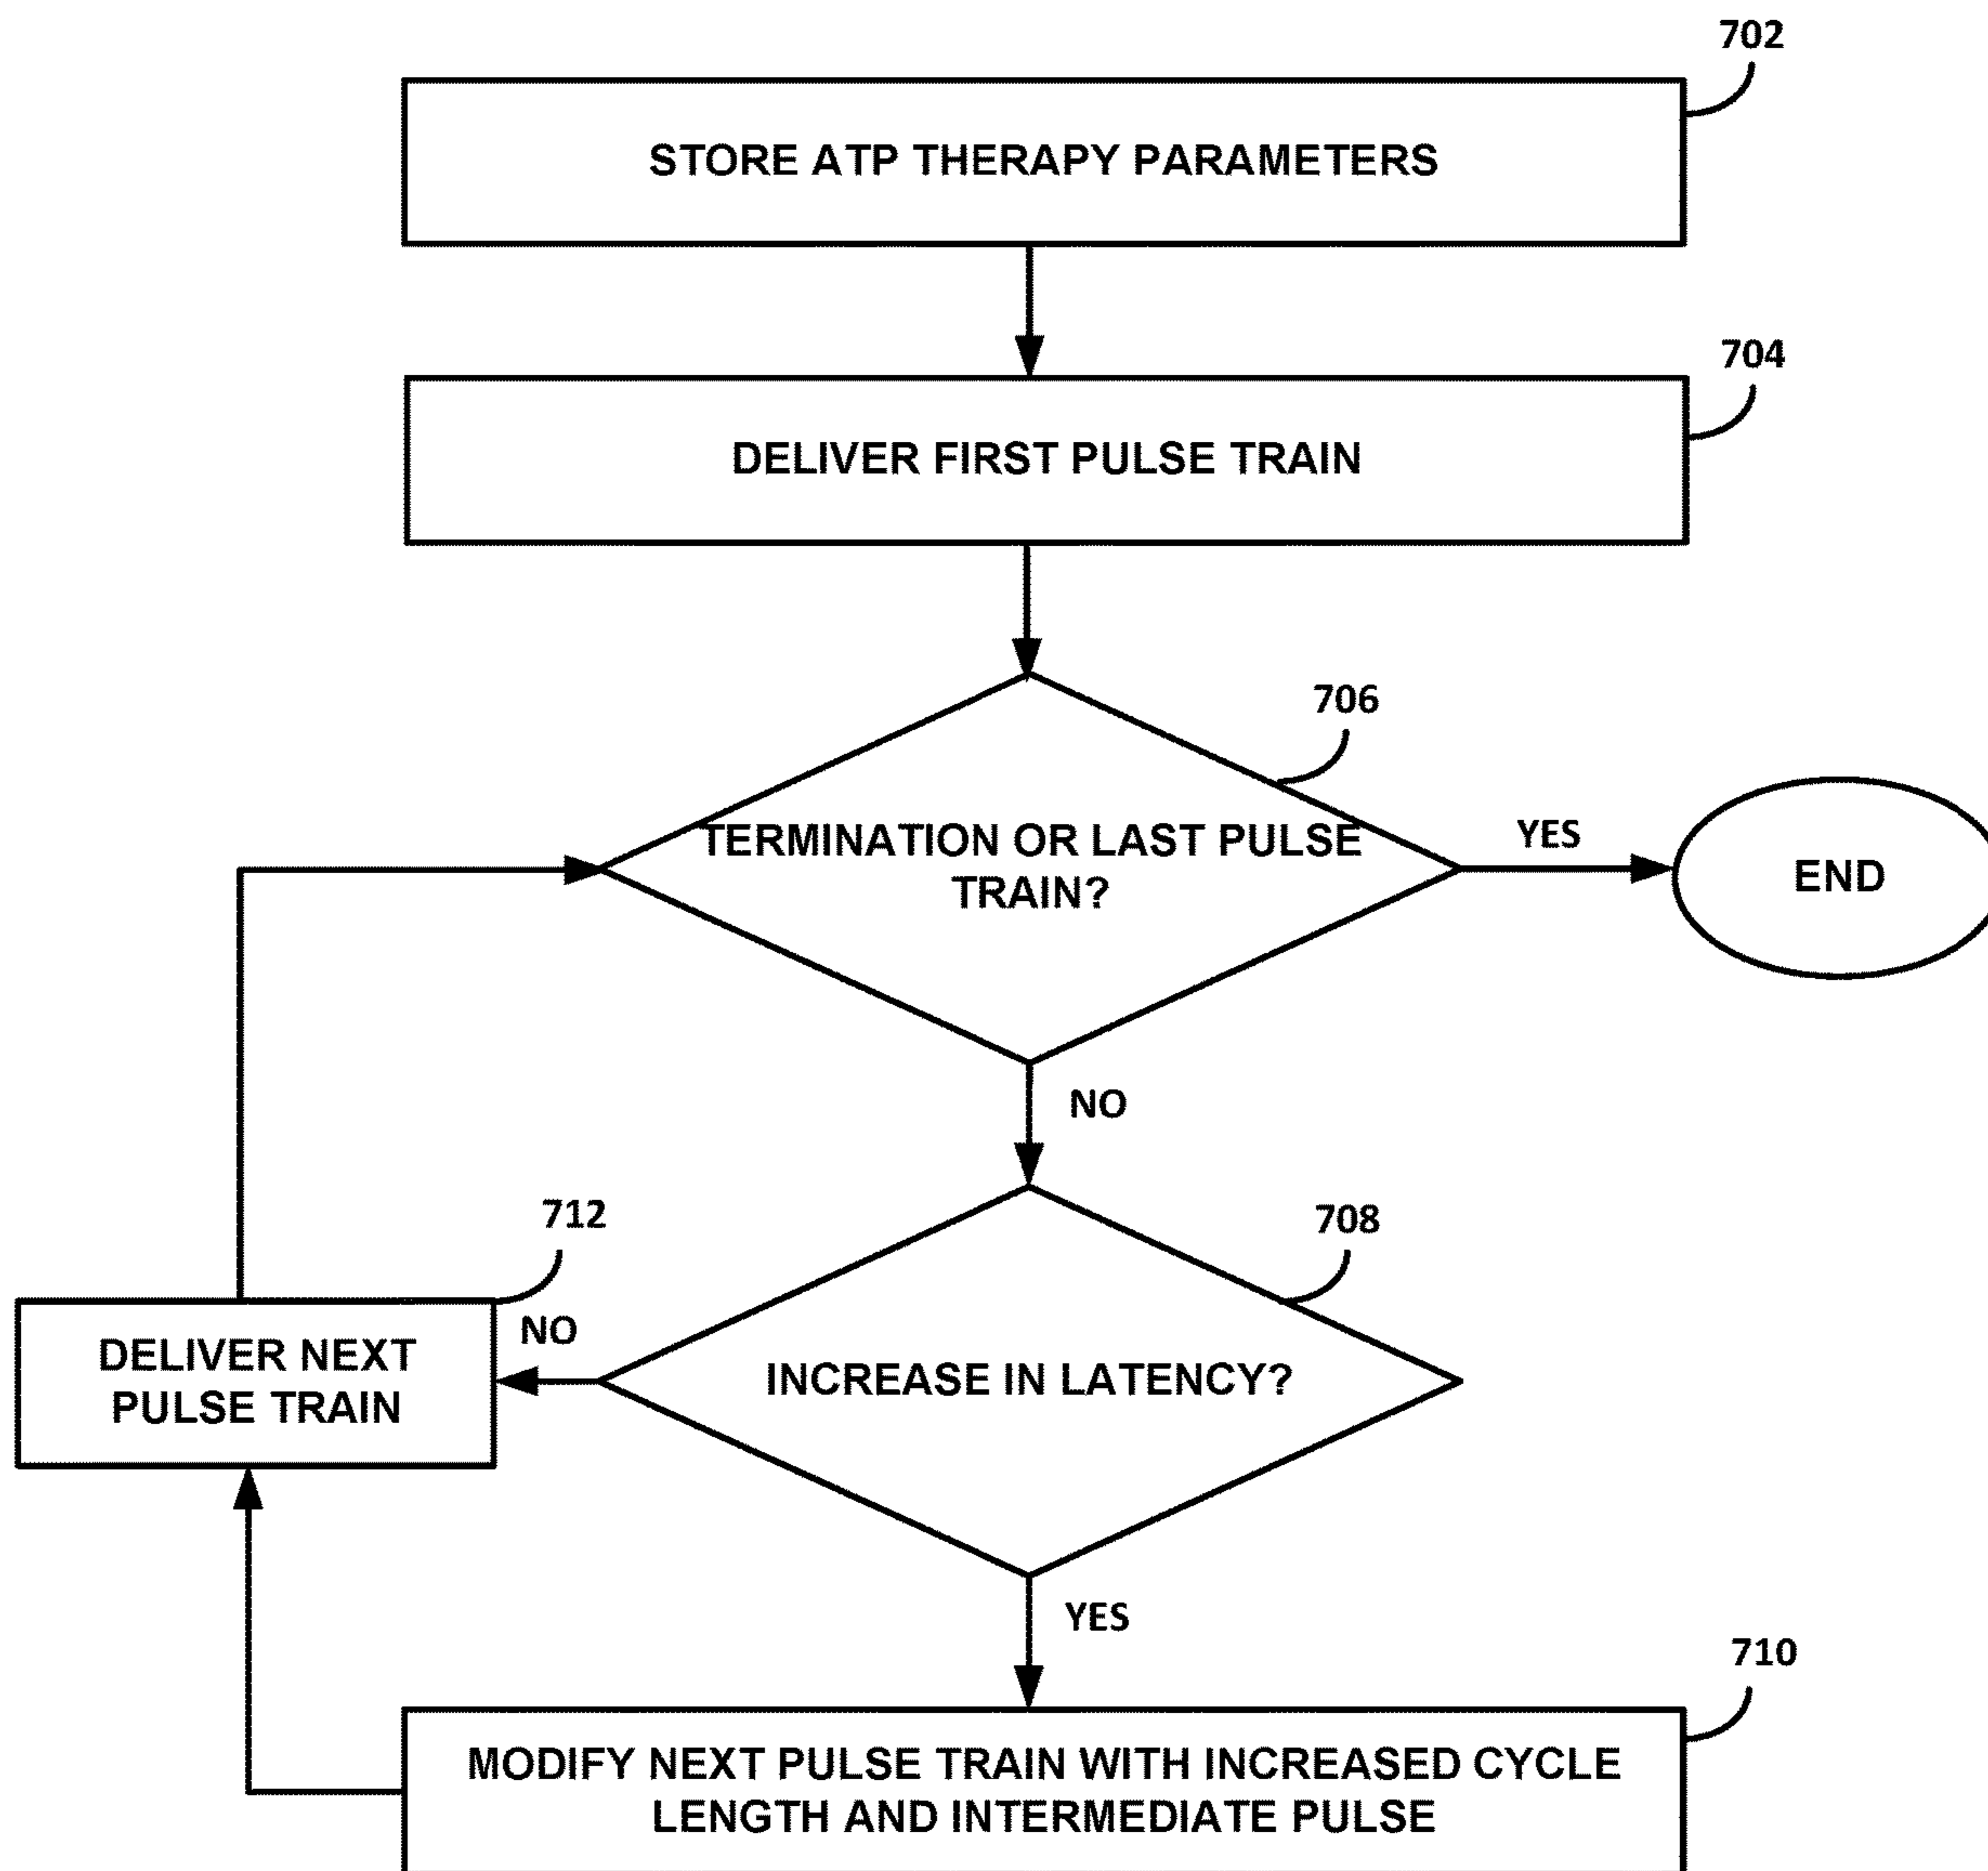 702
STORE ATP THERAPY PARAMETERS
704
DELIVER FIRST PULSE TRAIN
706
TERMINATION OR LAST PULSE
TRAIN?
YES
END
NO
712
708
DELIVER NEXT
PULSE TRAIN
NO
INCREASE IN LATENCY?
YES
710
MODIFY NEXT PULSE TRAIN WITH INCREASED CYCLE
LENGTH AND INTERMEDIATE PULSE